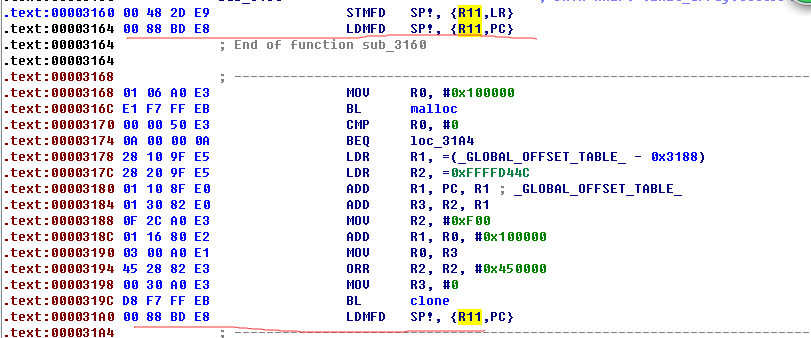 .text:00003160 00 48 2D E9 STMFD SP!, {R11,LR}
.text:00003164 00 88 BD E8 LDMFD SP!, {R11,PC}
.text:00003164 ; End of function sub_3160
.text:00003164
.text:00003168 ; ---------------------------------------------------------------------------
.text:00003168 01 06 A0 E3 MOV R0, #0x100000
.text:0000316C E1 F7 FF EB BL malloc
.text:00003170 00 00 50 E3 CMP R0, #0
.text:00003174 0A 00 00 0A BEQ loc_31A4
.text:00003178 28 10 9F E5 LDR R1, =(_GLOBAL_OFFSET_TABLE_ - 0x3188)
.text:0000317C 28 20 9F E5 LDR R2, =0xFFFFD44C
.text:00003180 01 10 8F E0 ADD R1, PC, R1 ; _GLOBAL_OFFSET_TABLE_
.text:00003184 01 30 82 E0 ADD R3, R2, R1
.text:00003188 0F 2C A0 E3 MOV R2, #0xF00
.text:0000318C 01 16 80 E2 ADD R1, R0, #0x100000
.text:00003190 03 00 A0 E1 MOV R0, R3
.text:00003194 45 28 82 E3 ORR R2, R2, #0x450000
.text:00003198 00 30 A0 E3 MOV R3, #0
.text:0000319C D8 F7 FF EB BL clone
.text:000031A0 00 88 BD E8 LDMFD SP!, {R11,PC}
.text:000031A4 ; ---------------------------------------------------------------------------